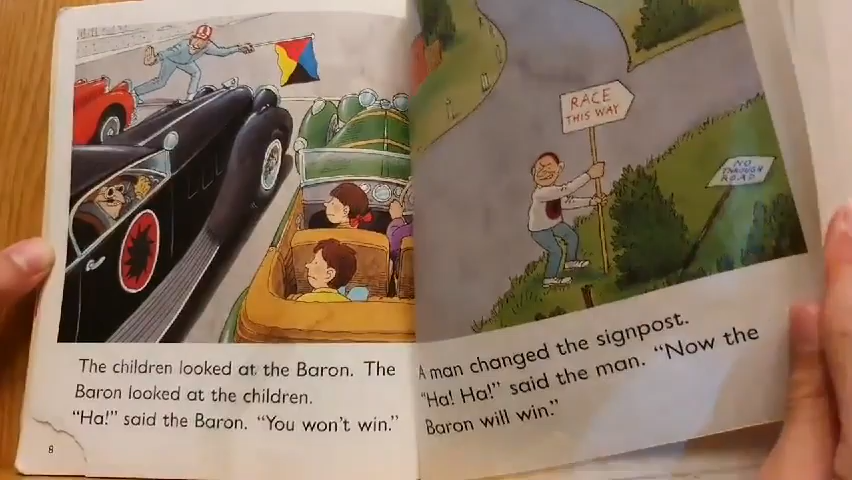 The children looked at the Baron. The
Baron looked at the children.
"Ha!" said the Baron. "You won't win."
8
RACE
THIS WAY
NO
THROUGH
ROAD
A man changed the signpost.
"Ha! Ha!" said the man. "Now the
Baron will win."